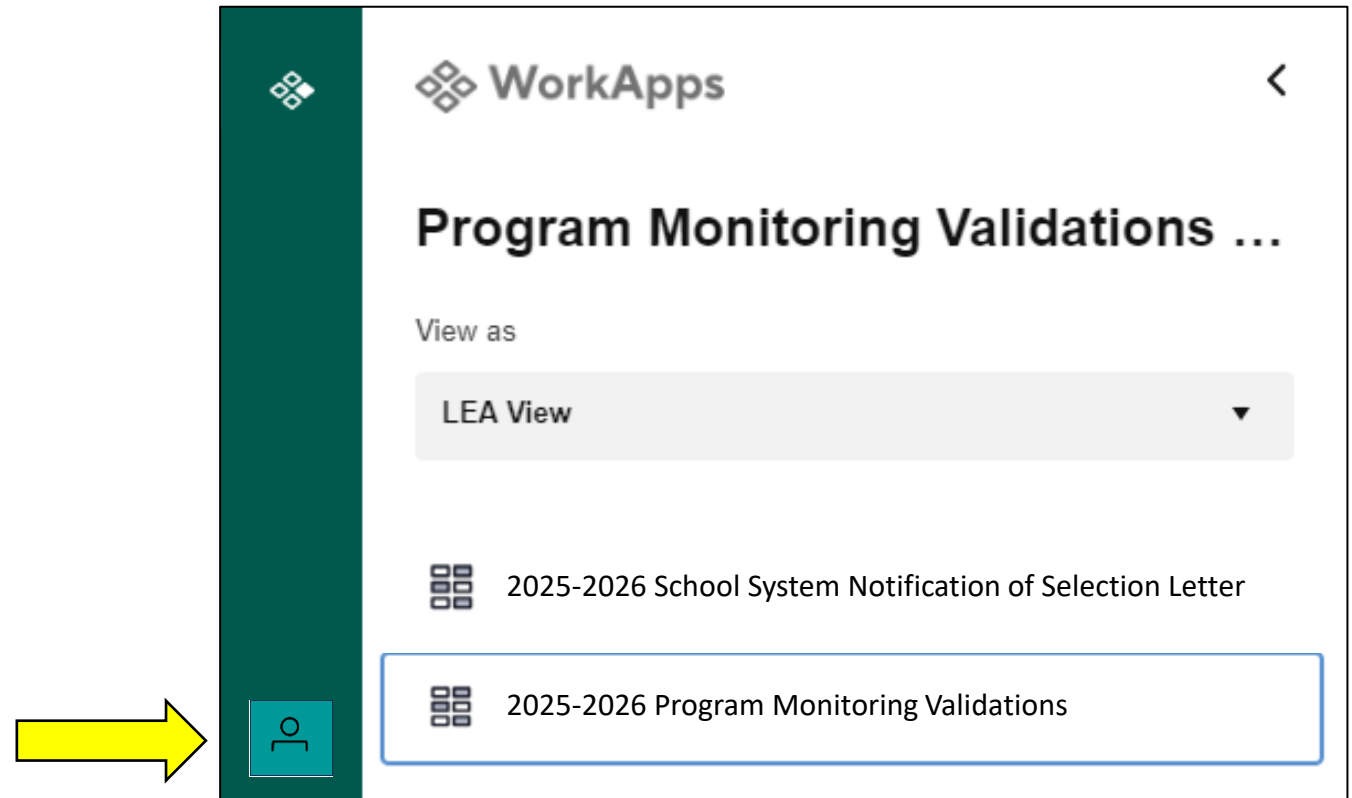 WorkApps
Program Monitoring Validations ...
View as
LEA View
2025-2026 School System Notification of Selection Letter
2025-2026 Program Monitoring Validations